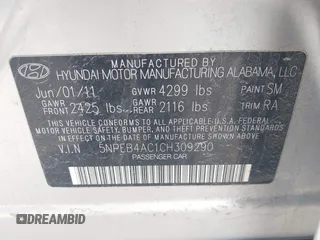 MANUFACTURED BY
HYUNDAI MOTOR MANUFACTURING ALABAMA, LLC
Jun/01/11 GVWR 4299 lbs PAINT SM
GAWR FRONT 2425 lbs GAWR REAR 2116 lbs TRIM RA
THIS VEHICLE CONFORMS TO ALL APPLICABLE U.S.A. FEDERAL
MOTOR VEHICLE SAFETY, BUMPER, AND THEFT PREVENTION
STANDARDS IN EFFECT ON THE DATE OF MANUFACTURE SHOWN ABOVE.
V.I.N 5NPEB4AC1CH309290
PASSENGER CAR
© DEALERBID AUTO